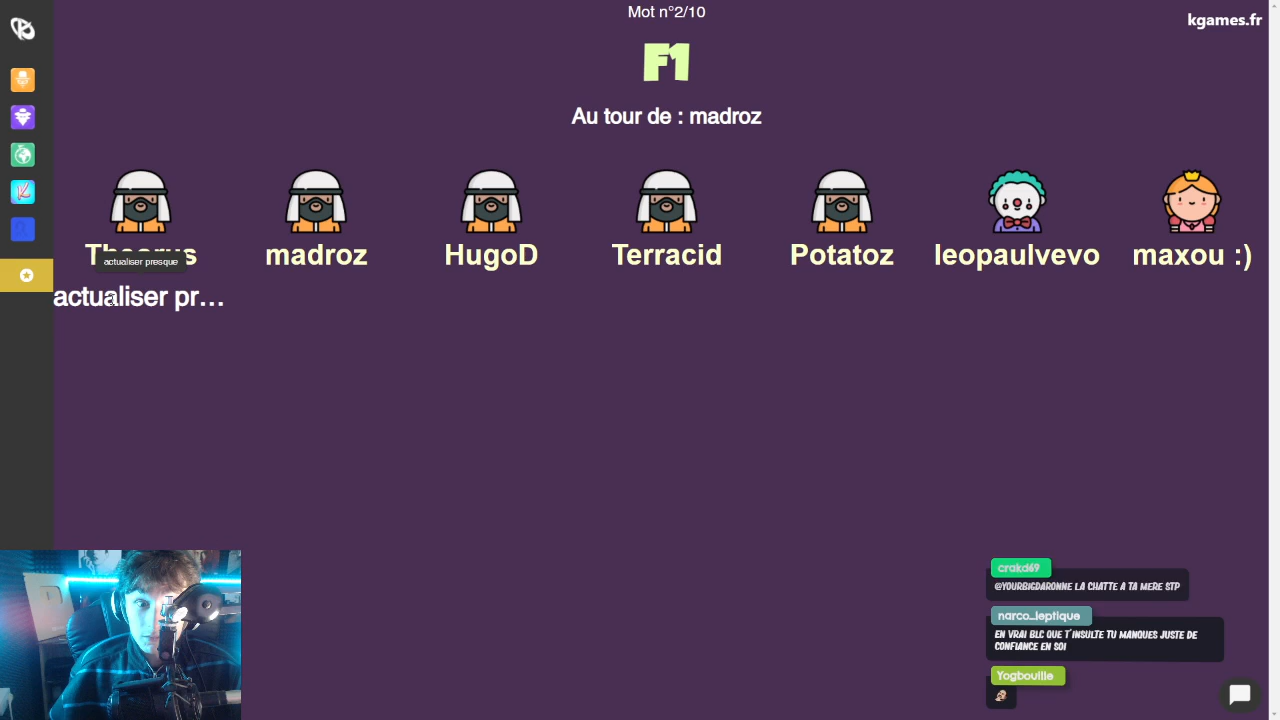 Mot n°2/10
kgames.fr
F1
Au tour de : madroz
madroz
HugoD
Terracid
Potatoz
leopaulvevo
maxou :)
actualiser presque
actualiser pr...
crakd69
@YOURBIGDARONNE LA CHATTE A TA MERE STP
narco_leptique
EN VRAI BLC QUE T'INSULTE TU MANQUES JUSTE DE
CONFIANCE EN SOI
Yogbouille